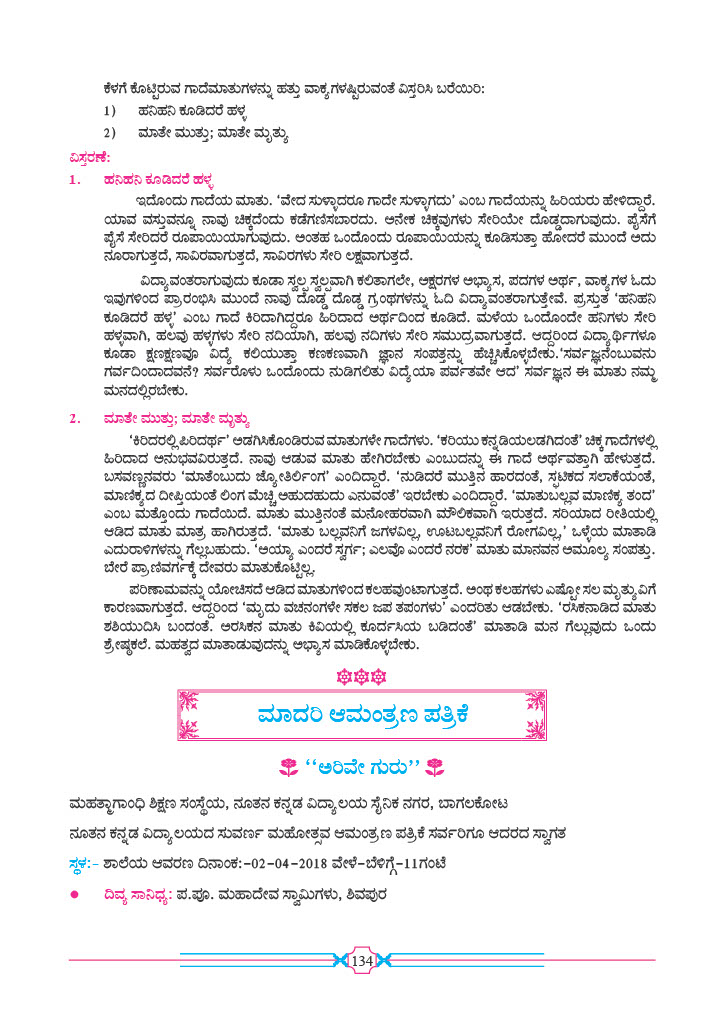 ಕೆಳಗೆ ಕೊಟ್ಟಿರುವ ಗಾದೆಮಾತುಗಳನ್ನು ಹತ್ತು ವಾಕ್ಯಗಳಷ್ಟಿರುವಂತೆ ವಿಸ್ತರಿಸಿ ಬರೆಯಿರಿ:
1) ಹನಿಹನಿ ಕೂಡಿದರೆ ಹಳ್ಳ
2) ಮಾತೇ ಮುತ್ತು; ಮಾತೇ ಮೃತ್ಯು
ವಿಸ್ತರಣೆ:
1. ಹನಿಹನಿ ಕೂಡಿದರೆ ಹಳ್ಳ
ಇದೊಂದು ಗಾದೆಯ ಮಾತು. 'ವೇದ ಸುಳ್ಳಾದರೂ ಗಾದೇ ಸುಳ್ಳಾಗದು' ಎಂಬ ಗಾದೆಯನ್ನು ಹಿರಿಯರು ಹೇಳಿದ್ದಾರೆ.
ಯಾವ ವಸ್ತುವನ್ನೂ ನಾವು ಚಿಕ್ಕದೆಂದು ಕಡೆಗಣಿಸಬಾರದು. ಅನೇಕ ಚಿಕ್ಕವುಗಳು ಸೇರಿಯೇ ದೊಡ್ಡದಾಗುವುದು. ಪೈಸೆಗೆ
ಪೈಸೆ ಸೇರಿದರೆ ರೂಪಾಯಿಯಾಗುವುದು. ಅಂತಹ ಒಂದೊಂದು ರೂಪಾಯಿಯನ್ನು ಕೂಡಿಸುತ್ತಾ ಹೋದರೆ ಮುಂದೆ ಅದು
ನೂರಾಗುತ್ತದೆ, ಸಾವಿರವಾಗುತ್ತದೆ, ಸಾವಿರಗಳು ಸೇರಿ ಲಕ್ಷವಾಗುತ್ತದೆ.
ವಿದ್ಯಾವಂತರಾಗುವುದು ಕೂಡಾ ಸ್ವಲ್ಪ ಸ್ವಲ್ಪವಾಗಿ ಕಲಿತಾಗಲೇ, ಅಕ್ಷರಗಳ ಅಭ್ಯಾಸ, ಪದಗಳ ಅರ್ಥ, ವಾಕ್ಯಗಳ ಓದು
ಇವುಗಳಿಂದ ಪ್ರಾರಂಭಿಸಿ ಮುಂದೆ ನಾವು ದೊಡ್ಡ ದೊಡ್ಡ ಗ್ರಂಥಗಳನ್ನು ಓದಿ ವಿದ್ಯಾವಂತರಾಗುತ್ತೇವೆ. ಪ್ರಸ್ತುತ 'ಹನಿಹನಿ
ಕೂಡಿದರೆ ಹಳ್ಳ' ಎಂಬ ಗಾದೆ ಕಿರಿದಾಗಿದ್ದರೂ ಹಿರಿದಾದ ಅರ್ಥದಿಂದ ಕೂಡಿದೆ. ಮಳೆಯ ಒಂದೊಂದೇ ಹನಿಗಳು ಸೇರಿ
ಹಳ್ಳವಾಗಿ, ಹಲವು ಹಳ್ಳಗಳು ಸೇರಿ ನದಿಯಾಗಿ, ಹಲವು ನದಿಗಳು ಸೇರಿ ಸಮುದ್ರವಾಗುತ್ತದೆ. ಆದ್ದರಿಂದ ವಿದ್ಯಾರ್ಥಿಗಳೂ
ಕೂಡಾ ಕ್ಷಣಕ್ಷಣವೂ ವಿದ್ಯೆ ಕಲಿಯುತ್ತಾ ಕಣಕಣವಾಗಿ ಜ್ಞಾನ ಸಂಪತ್ತನ್ನು ಹೆಚ್ಚಿಸಿಕೊಳ್ಳಬೇಕು.'ಸರ್ವಜ್ಞನೆಂಬುವನು
ಗರ್ವದಿಂದಾದವನೆ? ಸರ್ವರೊಳು ಒಂದೊಂದು ನುಡಿಗಲಿತು ವಿದ್ಯೆಯಾ ಪರ್ವತವೇ ಆದ' ಸರ್ವಜ್ಞನ ಈ ಮಾತು ನಮ್ಮ
ಮನದಲ್ಲಿರಬೇಕು.
2. ಮಾತೇ ಮುತ್ತು; ಮಾತೇ ಮೃತ್ಯು
'ಕಿರಿದರಲ್ಲಿ ಪಿರಿದರ್ಥ' ಅಡಗಿಸಿಕೊಂಡಿರುವ ಮಾತುಗಳೇ ಗಾದೆಗಳು. 'ಕರಿಯು ಕನ್ನಡಿಯಲಡಗಿದಂತೆ' ಚಿಕ್ಕ ಗಾದೆಗಳಲ್ಲಿ
ಹಿರಿದಾದ ಅನುಭವವಿರುತ್ತದೆ. ನಾವು ಆಡುವ ಮಾತು ಹೇಗಿರಬೇಕು ಎಂಬುದನ್ನು ಈ ಗಾದೆ ಅರ್ಥವತ್ತಾಗಿ ಹೇಳುತ್ತದೆ.
ಬಸವಣ್ಣನವರು 'ಮಾತೆಂಬುದು ಜ್ಯೋತಿರ್ಲಿಂಗ' ಎಂದಿದ್ದಾರೆ. 'ನುಡಿದರೆ ಮುತ್ತಿನ ಹಾರದಂತೆ, ಸ್ಫಟಿಕದ ಸಲಾಕೆಯಂತೆ,
ಮಾಣಿಕ್ಯದ ದೀಪ್ತಿಯಂತೆ ಲಿಂಗ ಮೆಚ್ಚಿ ಅಹುದಹುದು ಎನುವಂತೆ' ಇರಬೇಕು ಎಂದಿದ್ದಾರೆ. 'ಮಾತುಬಲ್ಲವ ಮಾಣಿಕ್ಯ ತಂದ'
ಎಂಬ ಮತ್ತೊಂದು ಗಾದೆಯಿದೆ. ಮಾತು ಮುತ್ತಿನಂತೆ ಮನೋಹರವಾಗಿ ಮೌಲಿಕವಾಗಿ ಇರುತ್ತದೆ. ಸರಿಯಾದ ರೀತಿಯಲ್ಲಿ
ಆಡಿದ ಮಾತು ಮಾತ್ರ ಹಾಗಿರುತ್ತದೆ. 'ಮಾತು ಬಲ್ಲವನಿಗೆ ಜಗಳವಿಲ್ಲ, ಊಟಬಲ್ಲವನಿಗೆ ರೋಗವಿಲ್ಲ,' ಒಳ್ಳೆಯ ಮಾತಾಡಿ
ಎದುರಾಳಿಗಳನ್ನು ಗೆಲ್ಲಬಹುದು. 'ಅಯ್ಯಾ ಎಂದರೆ ಸ್ವರ್ಗ; ಎಲವೊ ಎಂದರೆ ನರಕ' ಮಾತು ಮಾನವನ ಅಮೂಲ್ಯ ಸಂಪತ್ತು.
ಬೇರೆ ಪ್ರಾಣಿವರ್ಗಕ್ಕೆ ದೇವರು ಮಾತುಕೊಟ್ಟಿಲ್ಲ.
ಪರಿಣಾಮವನ್ನು ಯೋಚಿಸದೆ ಆಡಿದ ಮಾತುಗಳಿಂದ ಕಲಹವುಂಟಾಗುತ್ತದೆ. ಅಂಥ ಕಲಹಗಳು ಎಷ್ಟೋ ಸಲ ಮೃತ್ಯುವಿಗೆ
ಕಾರಣವಾಗುತ್ತದೆ. ಆದ್ದರಿಂದ 'ಮೃದು ವಚನಂಗಳೇ ಸಕಲ ಜಪ ತಪಂಗಳು' ಎಂದರಿತು ಆಡಬೇಕು. 'ರಸಿಕನಾಡಿದ ಮಾತು
ಶಶಿಯುದಿಸಿ ಬಂದಂತೆ. ಅರಸಿಕನ ಮಾತು ಕಿವಿಯಲ್ಲಿ ಕೂರ್ದಸಿಯ ಬಡಿದಂತೆ' ಮಾತಾಡಿ ಮನ ಗೆಲ್ಲುವುದು ಒಂದು
ಶ್ರೇಷ್ಠಕಲೆ. ಮಹತ್ವದ ಮಾತಾಡುವುದನ್ನು ಅಭ್ಯಾಸ ಮಾಡಿಕೊಳ್ಳಬೇಕು.
ಮಾದರಿ ಆಮಂತ್ರಣ ಪತ್ರಿಕೆ
''ಅರಿವೇ ಗುರು''
ಮಹತ್ಮಾಗಾಂಧಿ ಶಿಕ್ಷಣ ಸಂಸ್ಥೆಯ, ನೂತನ ಕನ್ನಡ ವಿದ್ಯಾಲಯ ಸೈನಿಕ ನಗರ, ಬಾಗಲಕೋಟ
ನೂತನ ಕನ್ನಡ ವಿದ್ಯಾಲಯದ ಸುವರ್ಣ ಮಹೋತ್ಸವ ಆಮಂತ್ರಣ ಪತ್ರಿಕೆ ಸರ್ವರಿಗೂ ಆದರದ ಸ್ವಾಗತ
ಸ್ಥಳ:- ಶಾಲೆಯ ಆವರಣ ದಿನಾಂಕ:-02-04-2018 ವೇಳೆ-ಬೆಳಿಗ್ಗೆ-11ಗಂಟೆ
● ದಿವ್ಯ ಸಾನಿಧ್ಯ: ಪ.ಪೂ. ಮಹಾದೇವ ಸ್ವಾಮಿಗಳು, ಶಿವಪುರ
134